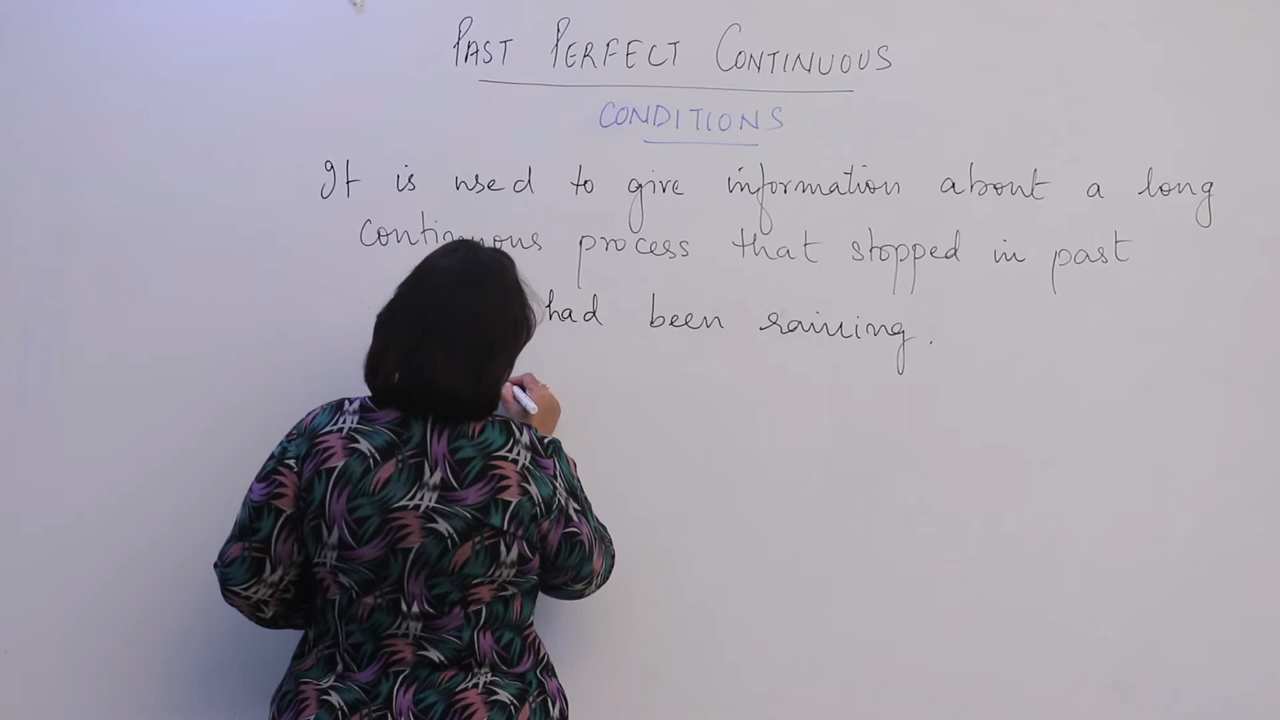 PAST PERFECT CONTINUOUS
CONDITIONS
It is used to give information about a long
continuous process that stopped in past
had been raining.